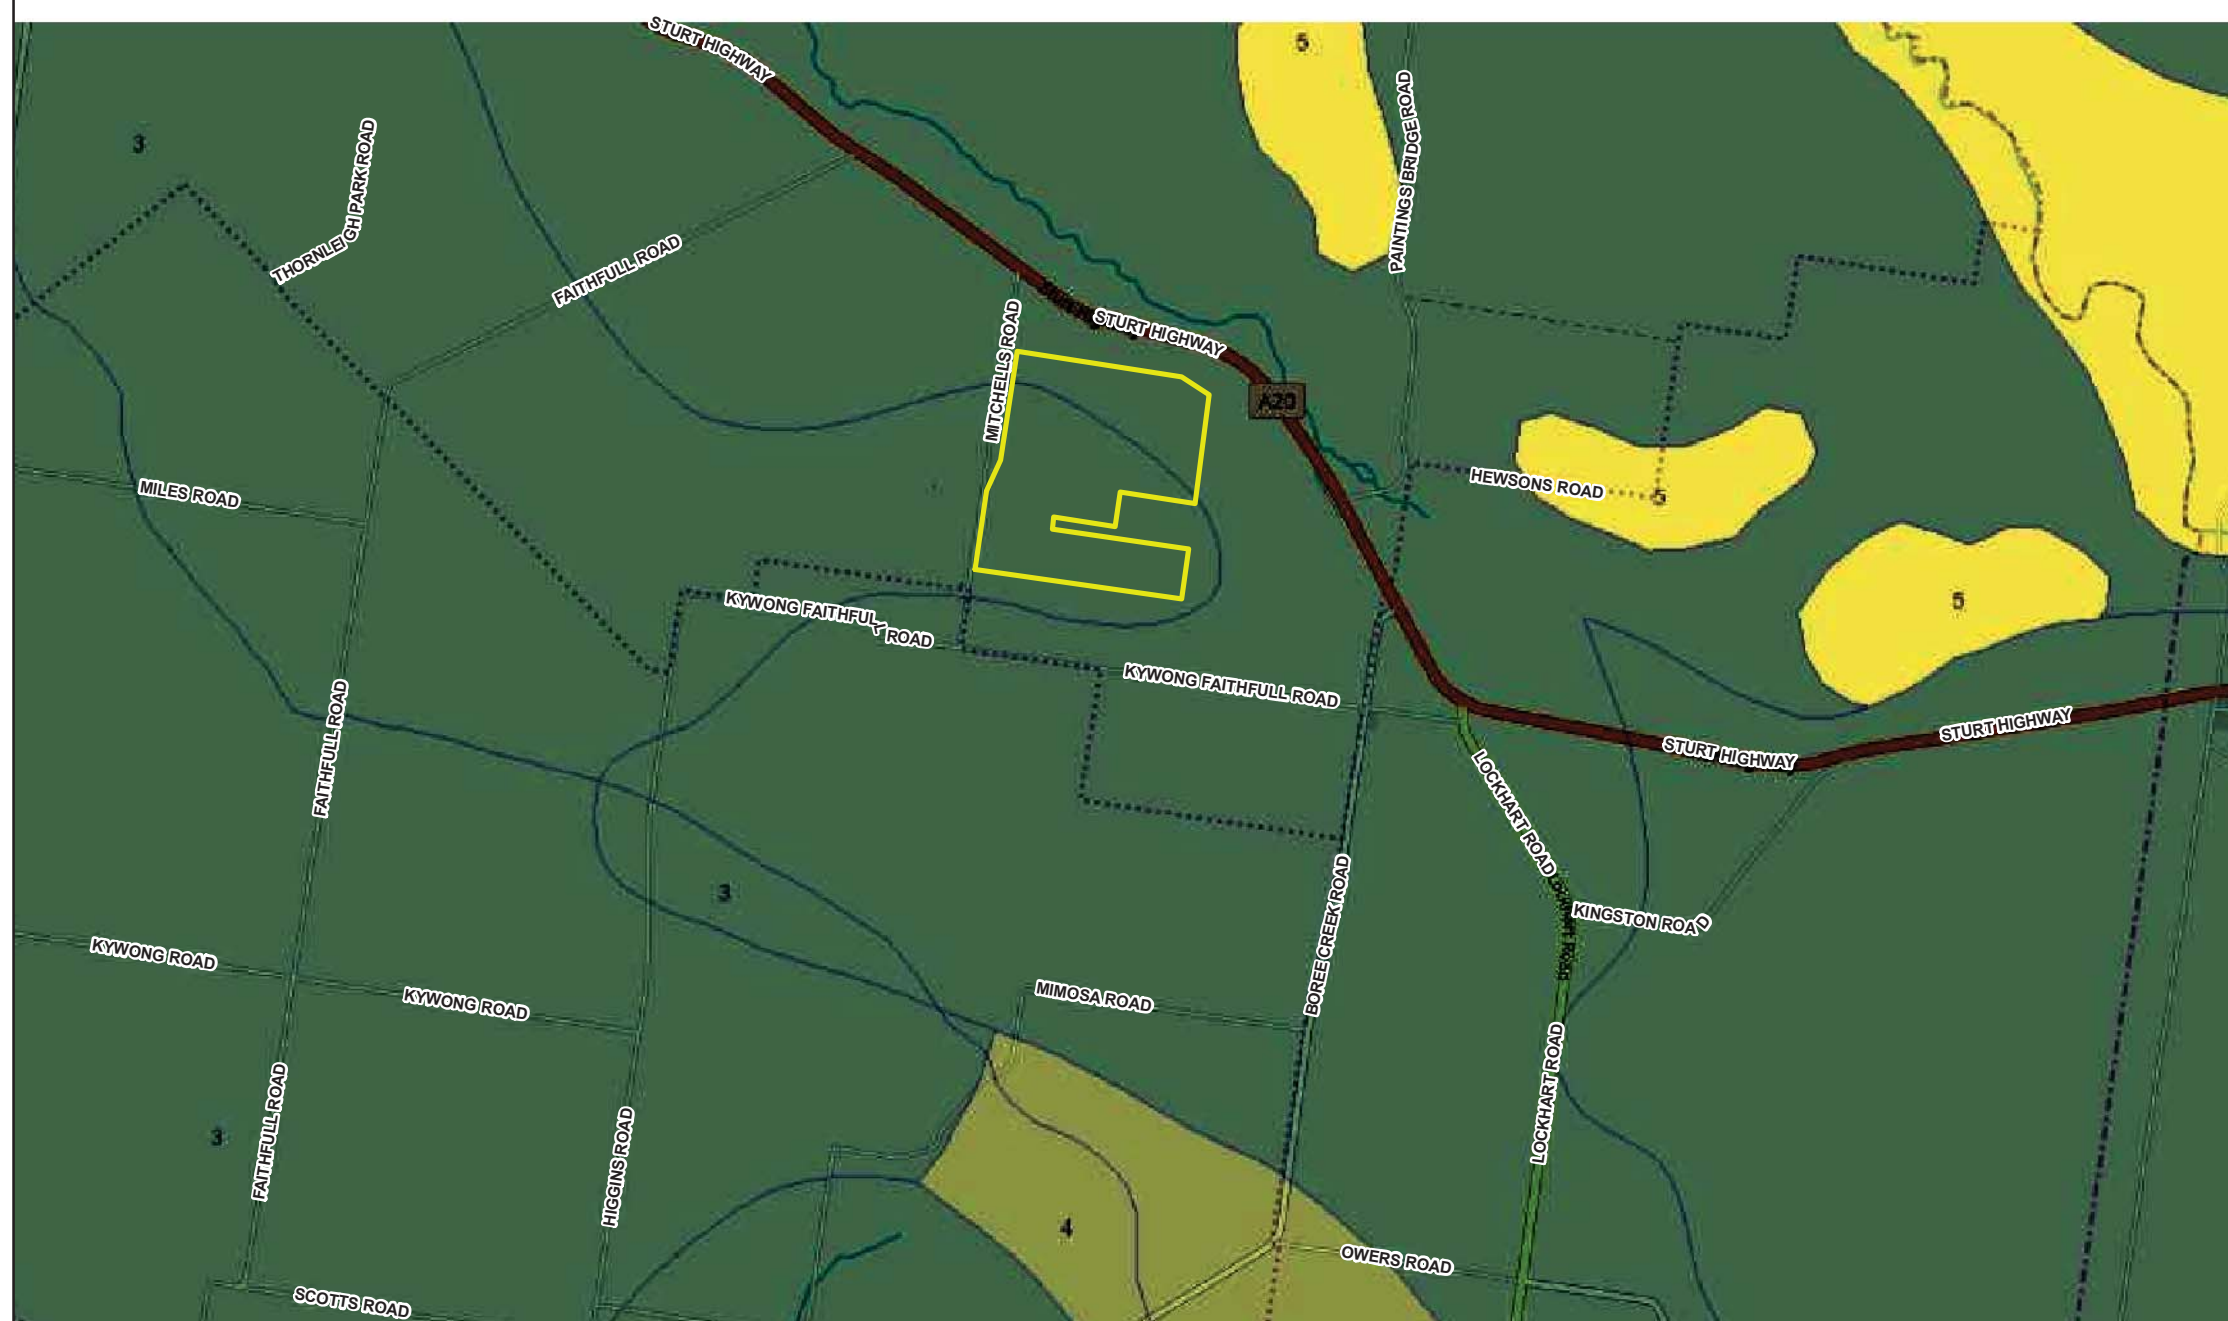 STURT HIGHWAY
5
PAINTINGS BRIDGE ROAD
3
THORNLEIGH PARK ROAD
FAITHFULL ROAD
MITCHELLS ROAD
STURT HIGHWAY
A20
MILES ROAD
HEWSONS ROAD
5
KYWONG FAITHFULL ROAD
5
KYWONG FAITHFULL ROAD
FAITHFULL ROAD
STURT HIGHWAY
STURT HIGHWAY
LOCKHART ROAD
3
BOREE CREEK ROAD
KINGSTON ROAD
LOCKHART ROAD
KYWONG ROAD
KYWONG ROAD
MIMOSA ROAD
LOCKHART ROAD
3
FAITHFULL ROAD
HIGGINS ROAD
4
OWERS ROAD
SCOTTS ROAD